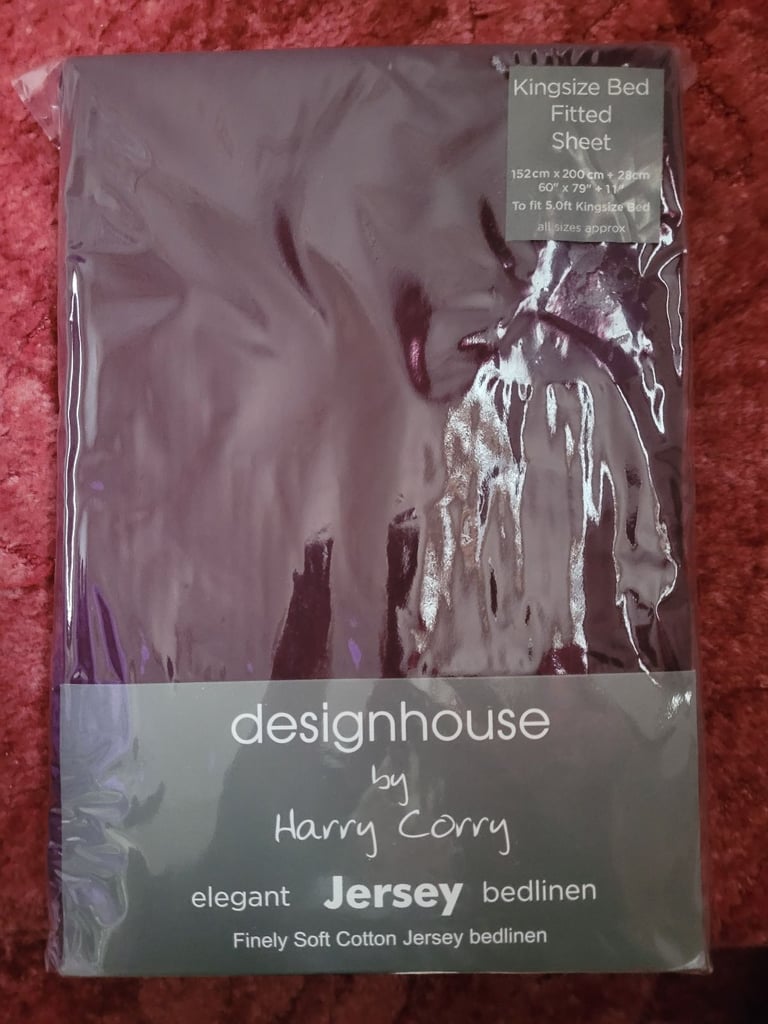 Kingsize Bed
Fitted
Sheet
152cm x 200cm + 28cm
60" x 79" + 11"
To fit 5.0ft Kingsize Bed
all sizes approx
designhouse
by
Harry Corry
elegant Jersey bedlinen
Finely Soft Cotton Jersey bedlinen